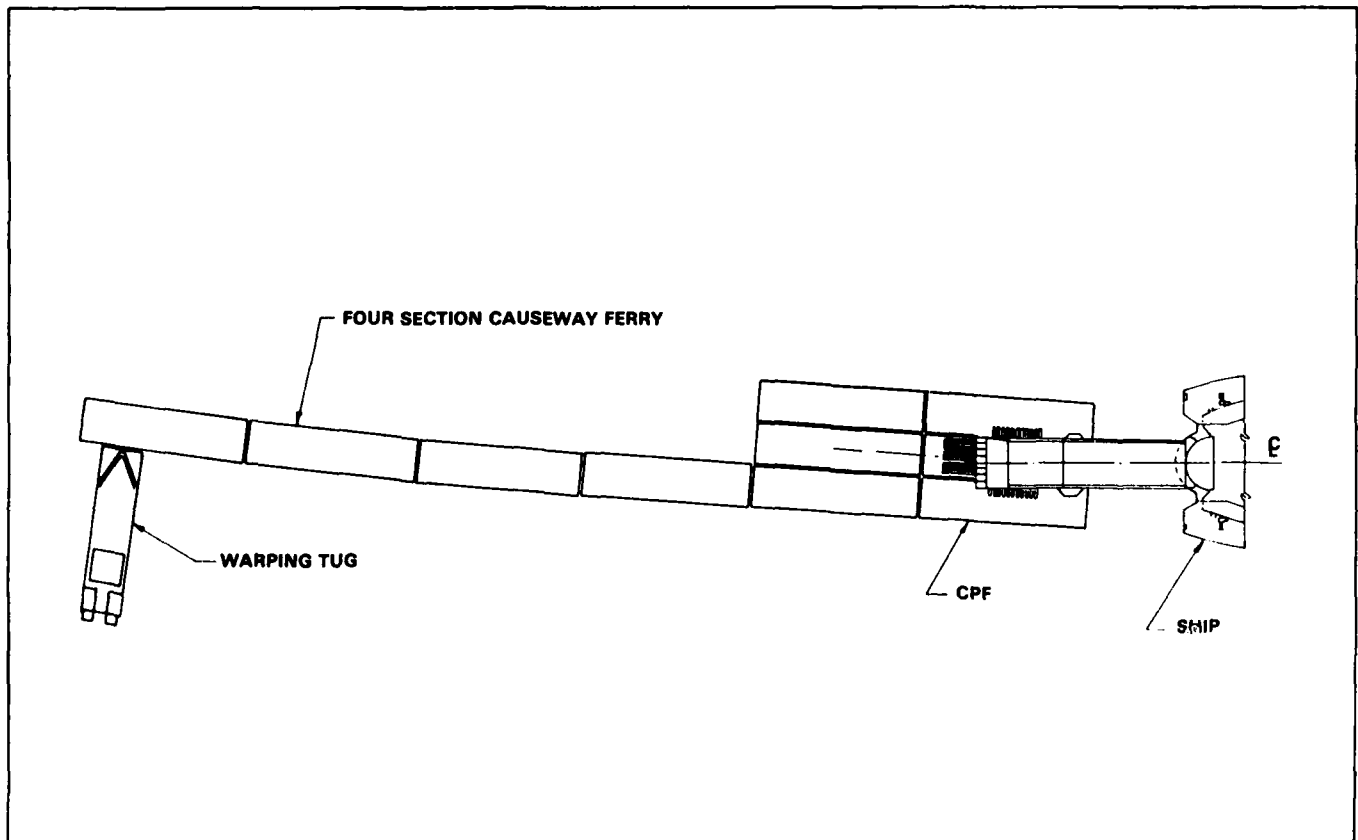 FOUR SECTION CAUSEWAY FERRY
℄
WARPING TUG
CPF
SHIP